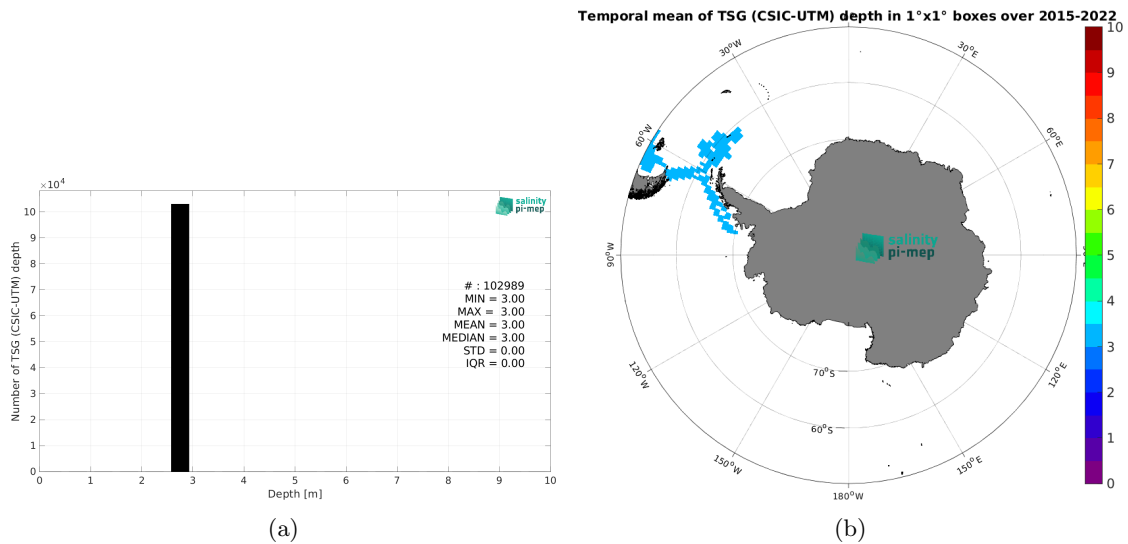 ×10⁴
10
9
8
7
6
5
4
3
2
1
0
Number of TSG (CSIC-UTM) depth
salinity
pi-mep
# : 102989
MIN = 3.00
MAX =  3.00
MEAN = 3.00
MEDIAN = 3.00
STD = 0.00
IQR = 0.00
0 1 2 3 4 5 6 7 8 9 10
Depth [m]
(a)
Temporal mean of TSG (CSIC-UTM) depth in 1°x1° boxes over 2015-2022
30°W
30°E
60°W
60°E
90°W
120°W
120°E
150°W
150°E
180°W
70°S
60°S
salinity
pi-mep
10
9
8
7
6
5
4
3
2
1
0
(b)